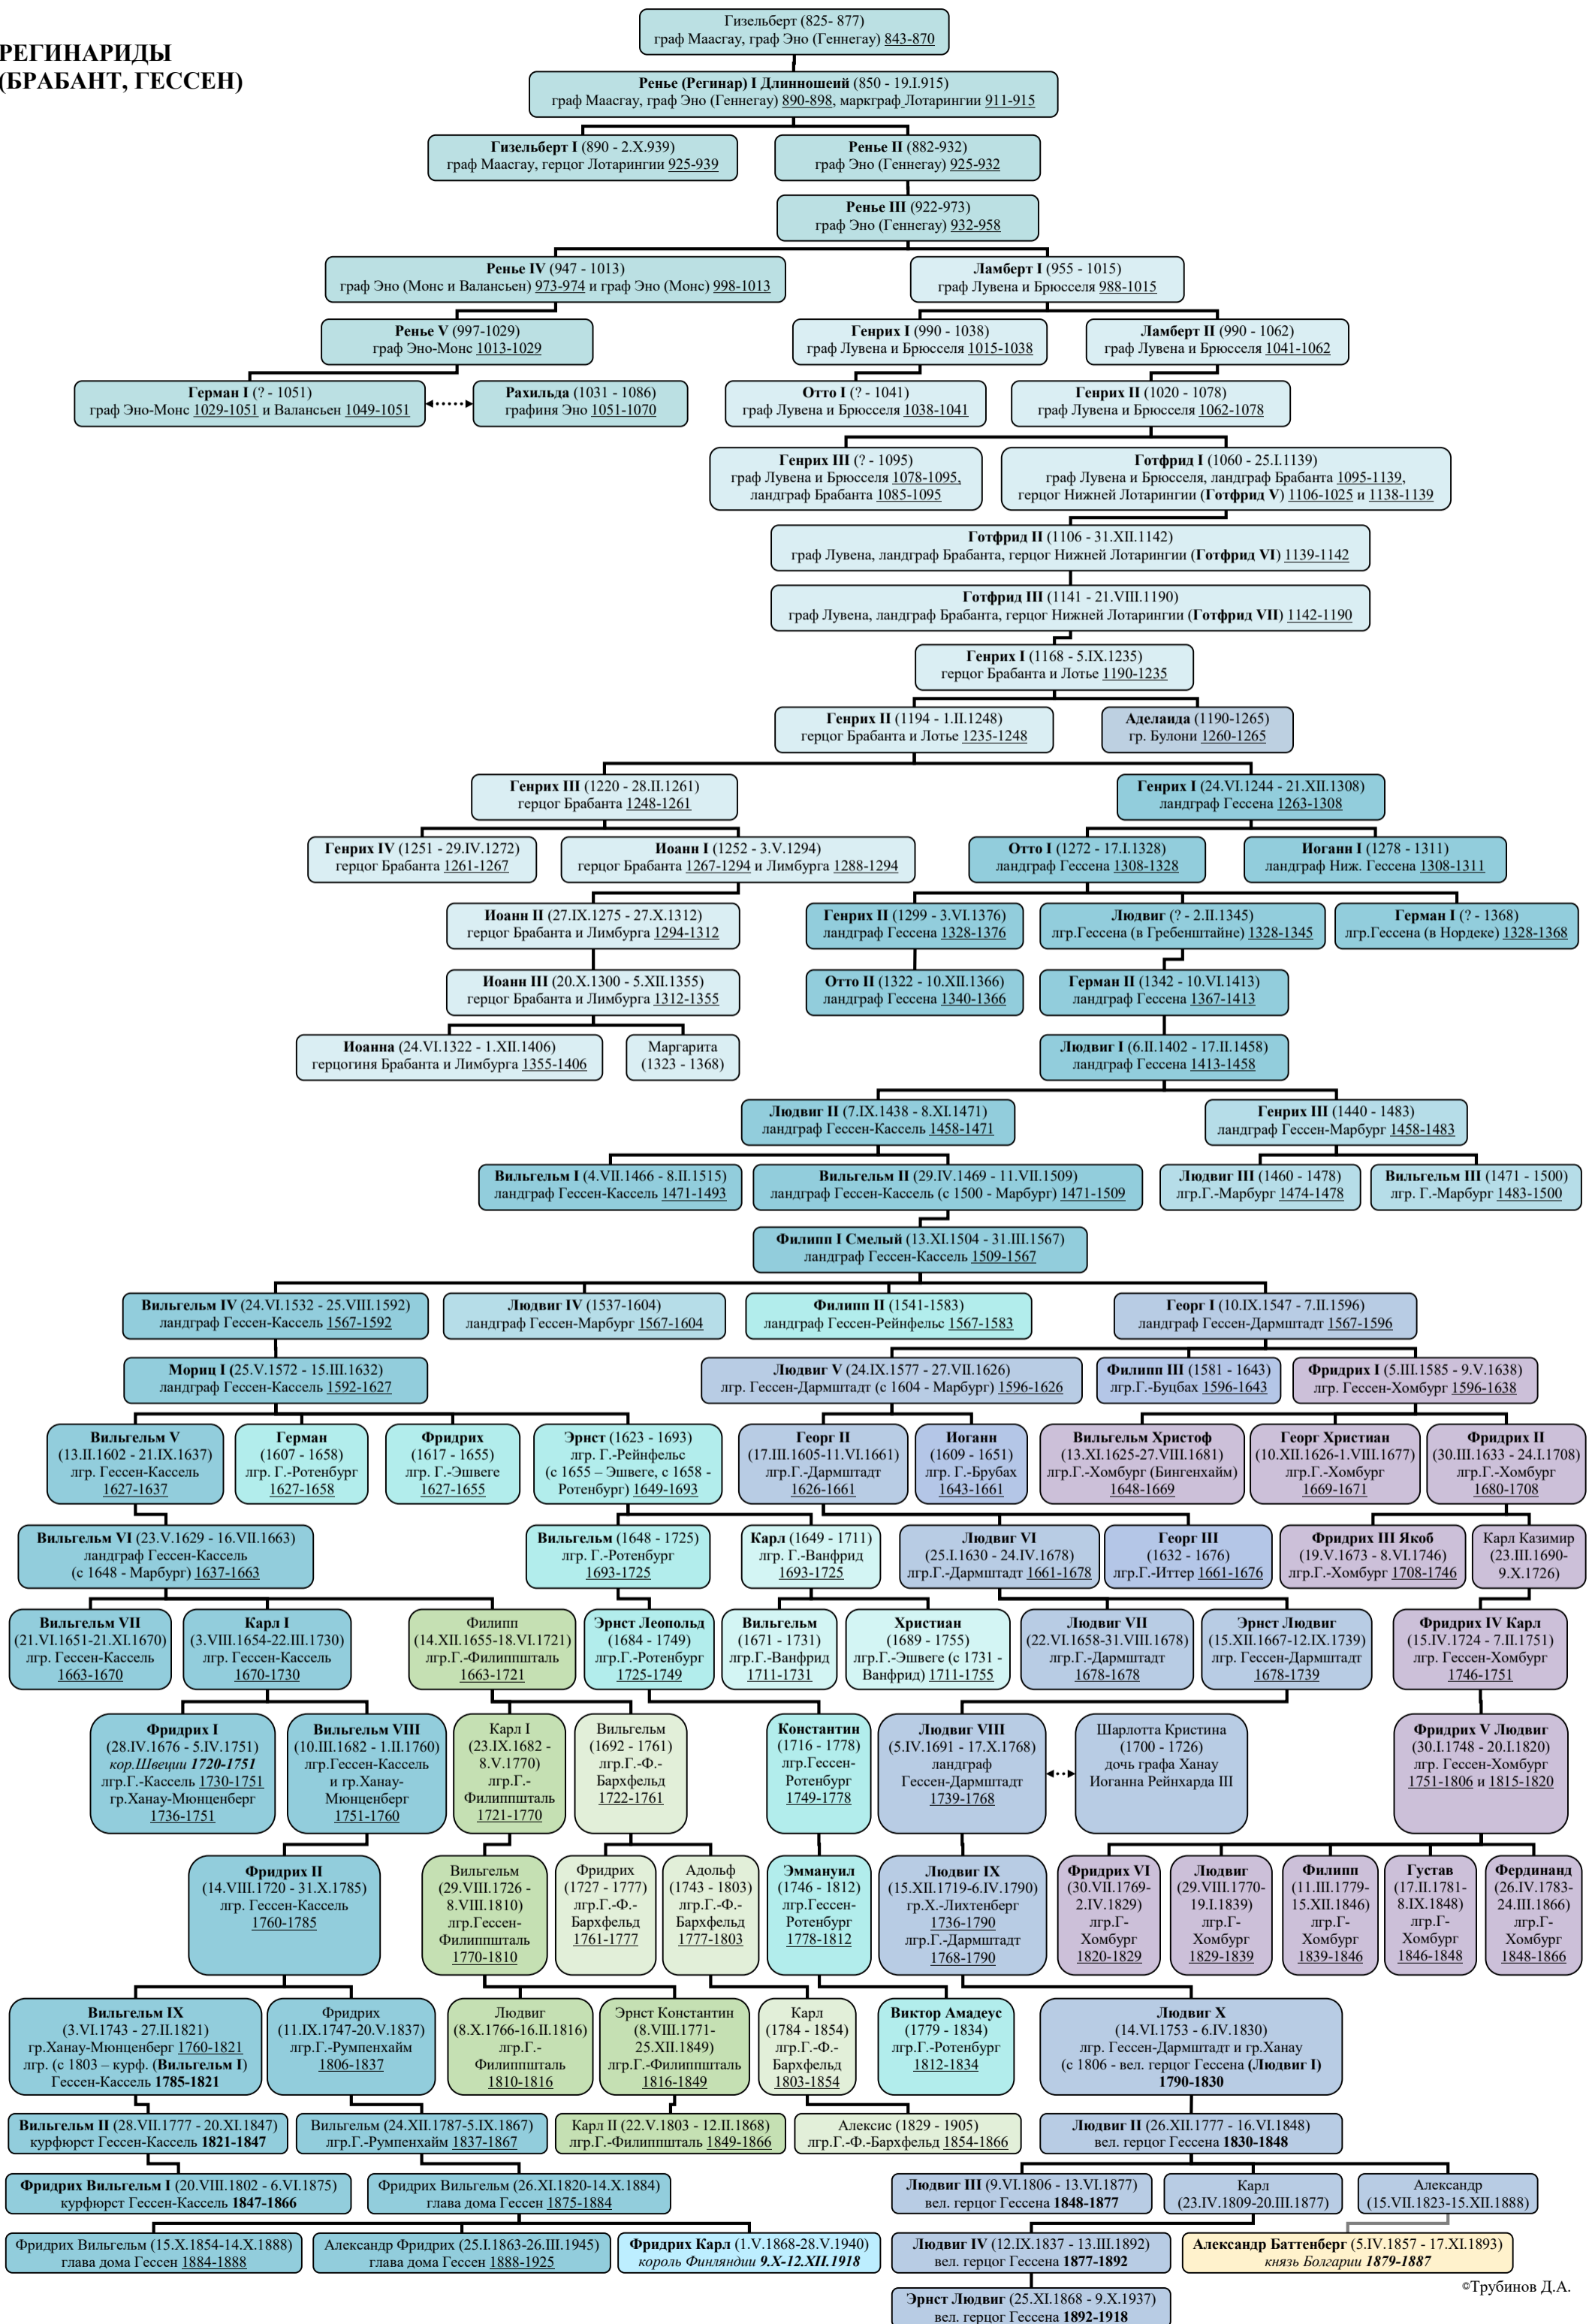 Гизельберт (825- 877)
граф Маасгау, граф Эно (Геннегау) 843-870
РЕГИНАРИДЫ
(БРАБАНТ, ГЕССЕН)
Ренье (Регинар) I Длинношеий (850 - 19.I.915)
граф Маасгау, граф Эно (Геннегау) 890-898, маркграф Лотарингии 911-915
Гизельберт I (890 - 2.X.939)
граф Маасгау, герцог Лотарингии 925-939
Ренье II (882-932)
граф Эно (Геннегау) 925-932
Ренье III (922-973)
граф Эно (Геннегау) 932-958
Ренье IV (947 - 1013)
граф Эно (Монс и Валансьен) 973-974 и граф Эно (Монс) 998-1013
Ламберт I (955 - 1015)
граф Лувена и Брюсселя 988-1015
Ренье V (997-1029)
граф Эно-Монс 1013-1029
Генрих I (990 - 1038)
граф Лувена и Брюсселя 1015-1038
Ламберт II (990 - 1062)
граф Лувена и Брюсселя 1041-1062
Герман I (? - 1051)
граф Эно-Монс 1029-1051 и Валансьен 1049-1051
Рахильда (1031 - 1086)
графиня Эно 1051-1070
Отто I (? - 1041)
граф Лувена и Брюсселя 1038-1041
Генрих II (1020 - 1078)
граф Лувена и Брюсселя 1062-1078
Генрих III (? - 1095)
граф Лувена и Брюсселя 1078-1095,
ландграф Брабанта 1085-1095
Готфрид I (1060 - 25.I.1139)
граф Лувена и Брюсселя, ландграф Брабанта 1095-1139,
герцог Нижней Лотарингии (Готфрид V) 1106-1025 и 1138-1139
Готфрид II (1106 - 31.XII.1142)
граф Лувена, ландграф Брабанта, герцог Нижней Лотарингии (Готфрид VI) 1139-1142
Готфрид III (1141 - 21.VIII.1190)
граф Лувена, ландграф Брабанта, герцог Нижней Лотарингии (Готфрид VII) 1142-1190
Генрих I (1168 - 5.IX.1235)
герцог Брабанта и Лотье 1190-1235
Генрих II (1194 - 1.II.1248)
герцог Брабанта и Лотье 1235-1248
Аделаида (1190-1265)
гр. Булони 1260-1265
Генрих III (1220 - 28.II.1261)
герцог Брабанта 1248-1261
Генрих I (24.VI.1244 - 21.XII.1308)
ландграф Гессена 1263-1308
Генрих IV (1251 - 29.IV.1272)
герцог Брабанта 1261-1267
Иоанн I (1252 - 3.V.1294)
герцог Брабанта 1267-1294 и Лимбурга 1288-1294
Отто I (1272 - 17.I.1328)
ландграф Гессена 1308-1328
Иоганн I (1278 - 1311)
ландграф Ниж. Гессена 1308-1311
Иоанн II (27.IX.1275 - 27.X.1312)
герцог Брабанта и Лимбурга 1294-1312
Генрих II (1299 - 3.VI.1376)
ландграф Гессена 1328-1376
Людвиг (? - 2.II.1345)
лгр.Гессена (в Гребенштайне) 1328-1345
Герман I (? - 1368)
лгр.Гессена (в Нордеке) 1328-1368
Иоанн III (20.X.1300 - 5.XII.1355)
герцог Брабанта и Лимбурга 1312-1355
Отто II (1322 - 10.XII.1366)
ландграф Гессена 1340-1366
Герман II (1342 - 10.VI.1413)
ландграф Гессена 1367-1413
Иоанна (24.VI.1322 - 1.XII.1406)
герцогиня Брабанта и Лимбурга 1355-1406
Маргарита
(1323 - 1368)
Людвиг I (6.II.1402 - 17.II.1458)
ландграф Гессена 1413-1458
Людвиг II (7.IX.1438 - 8.XI.1471)
ландграф Гессен-Кассель 1458-1471
Генрих III (1440 - 1483)
ландграф Гессен-Марбург 1458-1483
Вильгельм I (4.VII.1466 - 8.II.1515)
ландграф Гессен-Кассель 1471-1493
Вильгельм II (29.IV.1469 - 11.VII.1509)
ландграф Гессен-Кассель (с 1500 - Марбург) 1471-1509
Людвиг III (1460 - 1478)
лгр.Г.-Марбург 1474-1478
Вильгельм III (1471 - 1500)
лгр. Г.-Марбург 1483-1500
Филипп I Смелый (13.XI.1504 - 31.III.1567)
ландграф Гессен-Кассель 1509-1567
Вильгельм IV (24.VI.1532 - 25.VIII.1592)
ландграф Гессен-Кассель 1567-1592
Людвиг IV (1537-1604)
ландграф Гессен-Марбург 1567-1604
Филипп II (1541-1583)
ландграф Гессен-Рейнфельс 1567-1583
Георг I (10.IX.1547 - 7.II.1596)
ландграф Гессен-Дармштадт 1567-1596
Мориц I (25.V.1572 - 15.III.1632)
ландграф Гессен-Кассель 1592-1627
Людвиг V (24.IX.1577 - 27.VII.1626)
лгр. Гессен-Дармштадт (с 1604 - Марбург) 1596-1626
Филипп III (1581 - 1643)
лгр.Г.-Буцбах 1596-1643
Фридрих I (5.III.1585 - 9.V.1638)
лгр. Гессен-Хомбург 1596-1638
Вильгельм V
(13.II.1602 - 21.IX.1637)
лгр. Гессен-Кассель
1627-1637
Герман
(1607 - 1658)
лгр. Г.-Ротенбург
1627-1658
Фридрих
(1617 - 1655)
лгр. Г.-Эшвеге
1627-1655
Эрнст (1623 - 1693)
лгр. Г.-Рейнфельс
(с 1655 – Эшвеге, с 1658 -
Ротенбург) 1649-1693
Георг II
(17.III.1605-11.VI.1661)
лгр.Г.-Дармштадт
1626-1661
Иоганн
(1609 - 1651)
лгр. Г.-Брубах
1643-1661
Вильгельм Христоф
(13.XI.1625-27.VIII.1681)
лгр.Г.-Хомбург (Бингенхайм)
1648-1669
Георг Христиан
(10.XII.1626-1.VIII.1677)
лгр.Г.-Хомбург
1669-1671
Фридрих II
(30.III.1633 - 24.I.1708)
лгр.Г.-Хомбург
1680-1708
Вильгельм VI (23.V.1629 - 16.VII.1663)
ландграф Гессен-Кассель
(с 1648 - Марбург) 1637-1663
Вильгельм (1648 - 1725)
лгр. Г.-Ротенбург
1693-1725
Карл (1649 - 1711)
лгр. Г.-Ванфрид
1693-1725
Людвиг VI
(25.I.1630 - 24.IV.1678)
лгр.Г.-Дармштадт 1661-1678
Георг III
(1632 - 1676)
лгр.Г.-Иттер 1661-1676
Фридрих III Якоб
(19.V.1673 - 8.VI.1746)
лгр.Г.-Хомбург 1708-1746
Карл Казимир
(23.III.1690-
9.X.1726)
Вильгельм VII
(21.VI.1651-21.XI.1670)
лгр. Гессен-Кассель
1663-1670
Карл I
(3.VIII.1654-22.III.1730)
лгр. Гессен-Кассель
1670-1730
Филипп
(14.XII.1655-18.VI.1721)
лгр.Г.-Филиппшталь
1663-1721
Эрнст Леопольд
(1684 - 1749)
лгр.Г.-Ротенбург
1725-1749
Вильгельм
(1671 - 1731)
лгр.Г.-Ванфрид
1711-1731
Христиан
(1689 - 1755)
лгр.Г.-Эшвеге (с 1731 -
Ванфрид) 1711-1755
Людвиг VII
(22.VI.1658-31.VIII.1678)
лгр.Г.-Дармштадт
1678-1678
Эрнст Людвиг
(15.XII.1667-12.IX.1739)
лгр. Гессен-Дармштадт
1678-1739
Фридрих IV Карл
(15.IV.1724 - 7.II.1751)
лгр. Гессен-Хомбург
1746-1751
Фридрих I
(28.IV.1676 - 5.IV.1751)
кор.Швеции 1720-1751
лгр.Г.-Кассель 1730-1751
гр.Ханау-Мюнценберг
1736-1751
Вильгельм VIII
(10.III.1682 - 1.II.1760)
лгр.Гессен-Кассель
и гр.Ханау-
Мюнценберг
1751-1760
Карл I
(23.IX.1682 -
8.V.1770)
лгр.Г.-
Филиппшталь
1721-1770
Вильгельм
(1692 - 1761)
лгр.Г.-Ф.-
Бархфельд
1722-1761
Константин
(1716 - 1778)
лгр.Гессен-
Ротенбург
1749-1778
Людвиг VIII
(5.IV.1691 - 17.X.1768)
ландграф
Гессен-Дармштадт
1739-1768
Шарлотта Кристина
(1700 - 1726)
дочь графа Ханау
Иоганна Рейнхарда III
Фридрих V Людвиг
(30.I.1748 - 20.I.1820)
лгр. Гессен-Хомбург
1751-1806 и 1815-1820
Фридрих II
(14.VIII.1720 - 31.X.1785)
лгр. Гессен-Кассель
1760-1785
Вильгельм
(29.VIII.1726 -
8.VIII.1810)
лгр.Гессен-
Филиппшталь
1770-1810
Фридрих
(1727 - 1777)
лгр.Г.-Ф.-
Бархфельд
1761-1777
Адольф
(1743 - 1803)
лгр.Г.-Ф.-
Бархфельд
1777-1803
Эммануил
(1746 - 1812)
лгр.Гессен-
Ротенбург
1778-1812
Людвиг IX
(15.XII.1719-6.IV.1790)
гр.Х.-Лихтенберг
1736-1790
лгр.Г.-Дармштадт
1768-1790
Фридрих VI
(30.VII.1769-
2.IV.1829)
лгр.Г-
Хомбург
1820-1829
Людвиг
(29.VIII.1770-
19.I.1839)
лгр.Г-
Хомбург
1829-1839
Филипп
(11.III.1779-
15.XII.1846)
лгр.Г-
Хомбург
1839-1846
Густав
(17.II.1781-
8.IX.1848)
лгр.Г-
Хомбург
1846-1848
Фердинанд
(26.IV.1783-
24.III.1866)
лгр.Г-
Хомбург
1848-1866
Вильгельм IX
(3.VI.1743 - 27.II.1821)
гр.Ханау-Мюнценберг 1760-1821
лгр. (с 1803 – курф. (Вильгельм I)
Гессен-Кассель 1785-1821
Фридрих
(11.IX.1747-20.V.1837)
лгр.Г.-Румпенхайм
1806-1837
Людвиг
(8.X.1766-16.II.1816)
лгр.Г.-
Филиппшталь
1810-1816
Эрнст Константин
(8.VIII.1771-
25.XII.1849)
лгр.Г.-Филиппшталь
1816-1849
Карл
(1784 - 1854)
лгр.Г.-Ф.-
Бархфельд
1803-1854
Виктор Амадеус
(1779 - 1834)
лгр.Г.-Ротенбург
1812-1834
Людвиг X
(14.VI.1753 - 6.IV.1830)
лгр. Гессен-Дармштадт и гр.Ханау
(с 1806 - вел. герцог Гессена (Людвиг I)
1790-1830
Вильгельм II (28.VII.1777 - 20.XI.1847)
курфюрст Гессен-Кассель 1821-1847
Вильгельм (24.XII.1787-5.IX.1867)
лгр.Г.-Румпенхайм 1837-1867
Карл II (22.V.1803 - 12.II.1868)
лгр.Г.-Филиппшталь 1849-1866
Алексис (1829 - 1905)
лгр.Г.-Ф.-Бархфельд 1854-1866
Людвиг II (26.XII.1777 - 16.VI.1848)
вел. герцог Гессена 1830-1848
Фридрих Вильгельм I (20.VIII.1802 - 6.VI.1875)
курфюрст Гессен-Кассель 1847-1866
Фридрих Вильгельм (26.XI.1820-14.X.1884)
глава дома Гессен 1875-1884
Людвиг III (9.VI.1806 - 13.VI.1877)
вел. герцог Гессена 1848-1877
Карл
(23.IV.1809-20.III.1877)
Александр
(15.VII.1823-15.XII.1888)
Фридрих Вильгельм (15.X.1854-14.X.1888)
глава дома Гессен 1884-1888
Александр Фридрих (25.I.1863-26.III.1945)
глава дома Гессен 1888-1925
Фридрих Карл (1.V.1868-28.V.1940)
король Финляндии 9.X-12.XII.1918
Людвиг IV (12.IX.1837 - 13.III.1892)
вел. герцог Гессена 1877-1892
Александр Баттенберг (5.IV.1857 - 17.XI.1893)
князь Болгарии 1879-1887
©Трубинов Д.А.
Эрнст Людвиг (25.XI.1868 - 9.X.1937)
вел. герцог Гессена 1892-1918